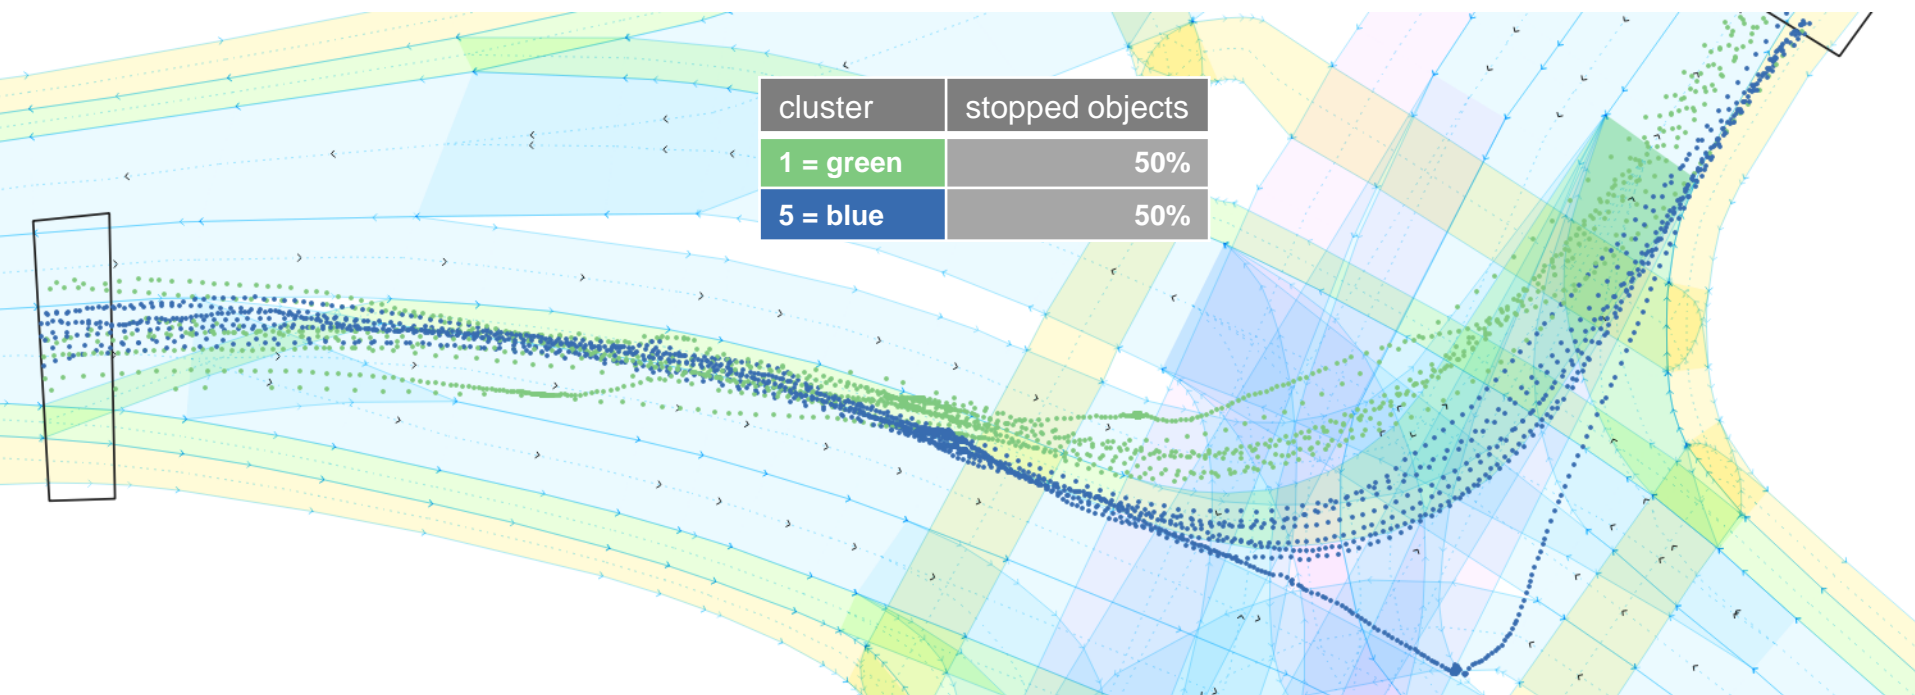 cluster stopped objects
1 = green 50%
5 = blue 50%